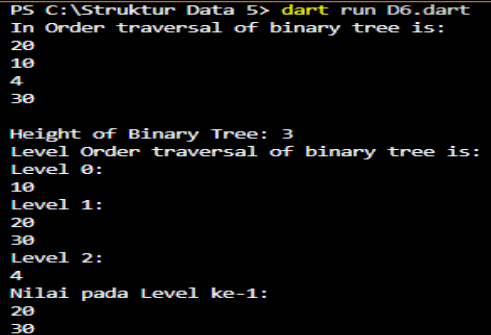 PS C:\Struktur Data 5> dart run D6.dart
In Order traversal of binary tree is:
20
10
4
30
Height of Binary Tree: 3
Level Order traversal of binary tree is:
Level 0:
10
Level 1:
20
30
Level 2:
4
Nilai pada Level ke-1:
20
30